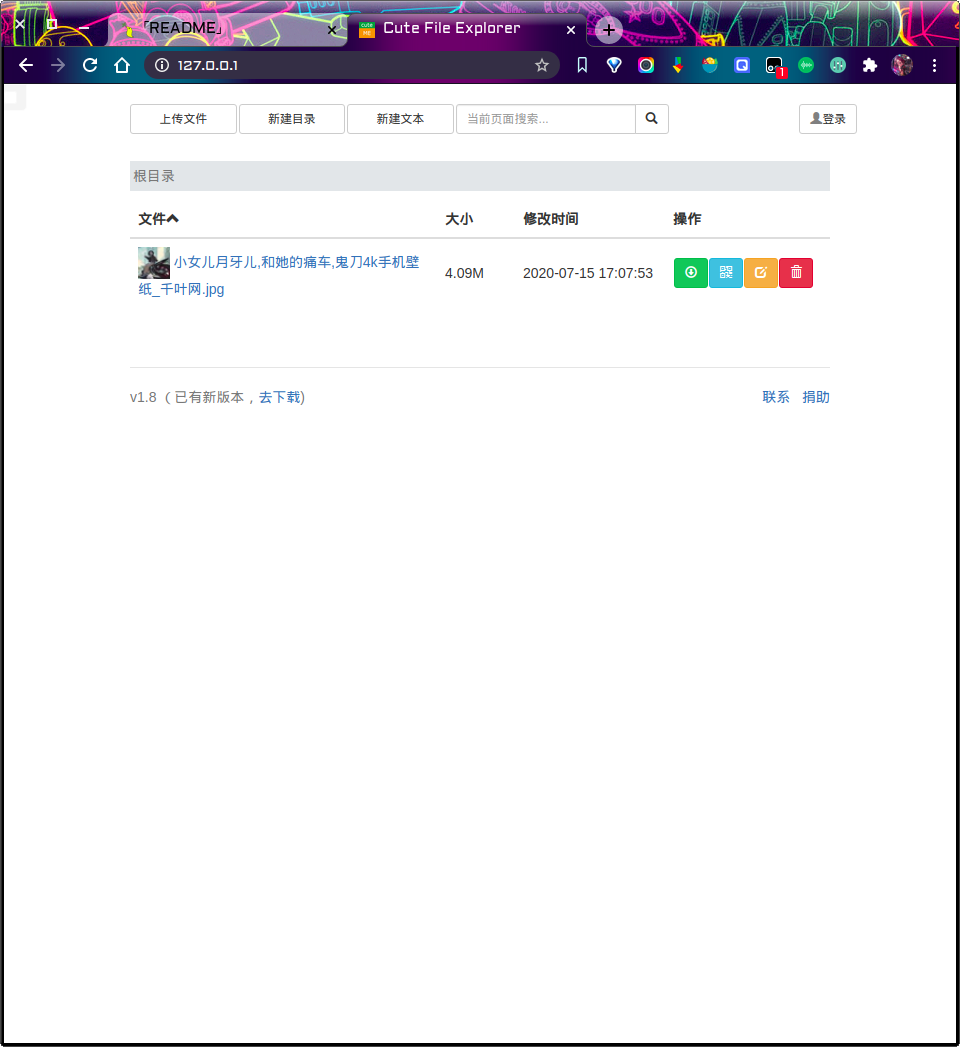 「README」
cute
Cute File Explorer
127.0.0.1
1
上传文件
新建目录
新建文本
当前页面搜索...
登录
根目录
文件
大小
修改时间
操作
小女儿月牙儿,和她的痛车,鬼刀4k手机壁
纸_千叶网.jpg
4.09M
2020-07-15 17:07:53
v1.8 （已有新版本，去下载)
联系
捐助